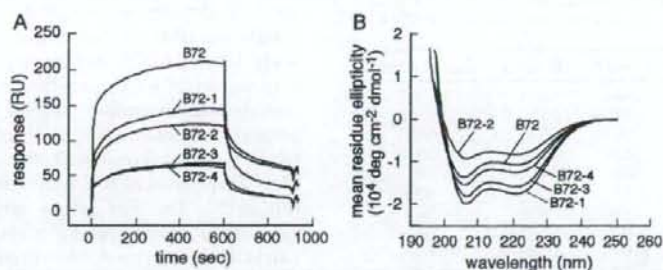 A
response (RU)
250
200
150
100
50
0
B72
B72-1
B72-2
B72-3
B72-4
0 200 400 600 800 1000
time (sec)
B
mean residue ellipticity
(10⁴ deg cm⁻² dmol⁻¹)
2
1
0
-1
-2
B72-2
B72
B72-4
B72-3
B72-1
190 200 210 220 230 240 250 260
wavelength (nm)